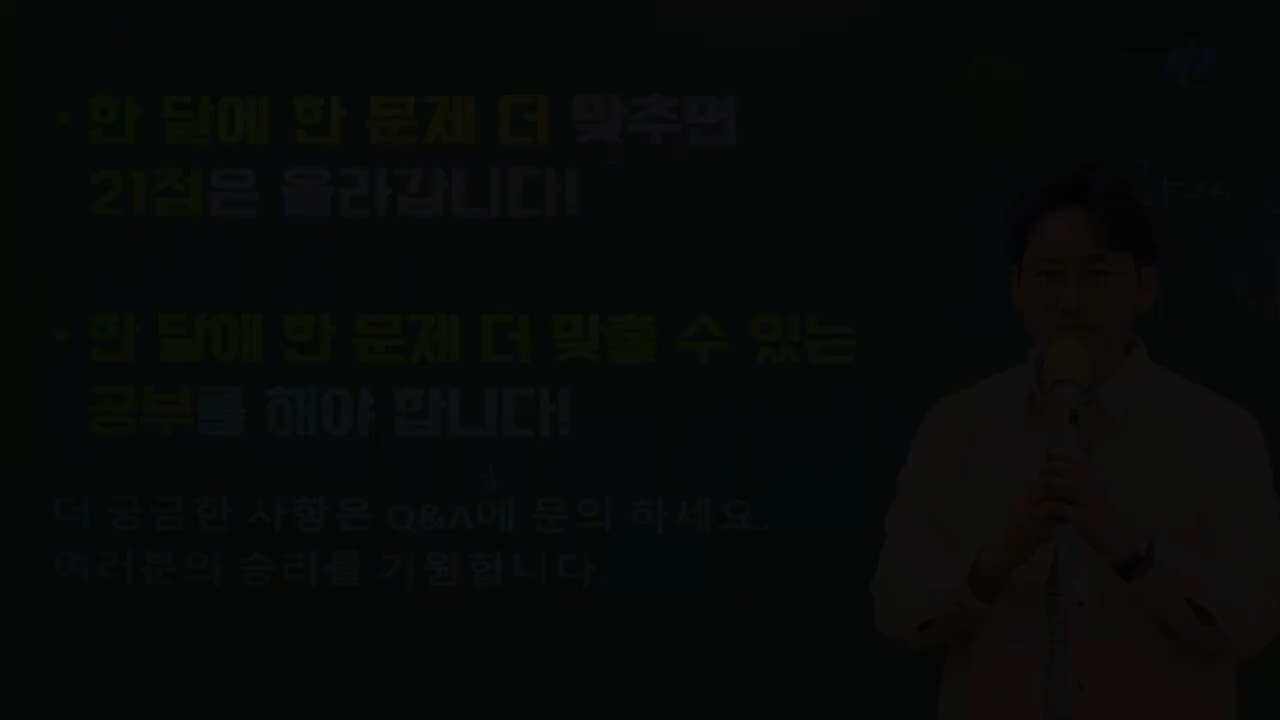 · 한 달에 한 문제 더 맞추면
21점은 올라갑니다!
· 한 달에 한 문제 더 맞출 수 있는
공부를 해야 합니다!
더 궁금한 사항은 Q&A에 문의 하세요.
여러분의 승리를 기원합니다.